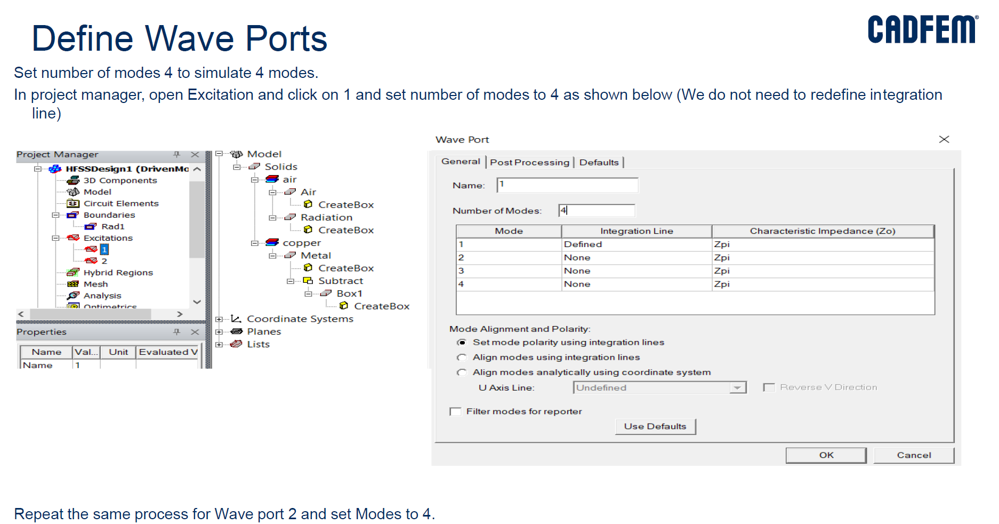 CADFEM®
Define Wave Ports
Set number of modes 4 to simulate 4 modes.
In project manager, open Excitation and click on 1 and set number of modes to 4 as shown below (We do not need to redefine integration
line)
Project Manager
HFSSDesign1 (DrivenMo
3D Components
Model
Circuit Elements
Boundaries
Rad1
Excitations
1
2
Hybrid Regions
Mesh
Analysis
Optimetrics
Properties
Name Val... Unit Evaluated V
Name 1
Model
Solids
air
Air
CreateBox
Radiation
CreateBox
copper
Metal
CreateBox
Subtract
Box1
CreateBox
Coordinate Systems
Planes
Lists
Wave Port
General Post Processing Defaults
Name: 1
Number of Modes: 4
Mode Integration Line Characteristic Impedance (Zo)
1 Defined Zpi
2 None Zpi
3 None Zpi
4 None Zpi
Mode Alignment and Polarity:
Set mode polarity using integration lines
Align modes using integration lines
Align modes analytically using coordinate system
U Axis Line: Undefined Reverse V Direction
Filter modes for reporter
Use Defaults
OK Cancel
Repeat the same process for Wave port 2 and set Modes to 4.